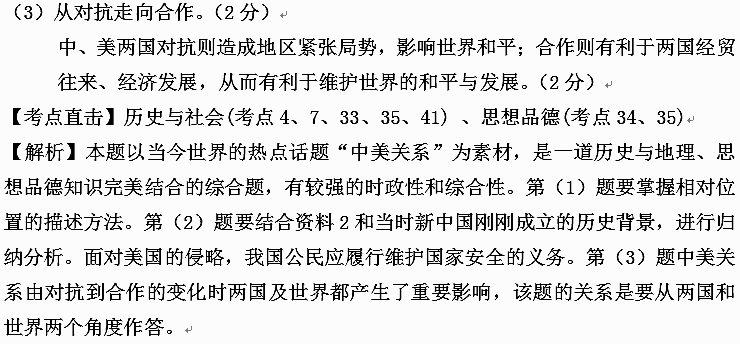 （3）从对抗走向合作。（2分）
中、美两国对抗则造成地区紧张局势，影响世界和平；合作则有利于两国经贸
往来、经济发展，从而有利于维护世界的和平与发展。（2分）
【考点直击】历史与社会(考点4、7、33、35、41) 、思想品德(考点34、35)
【解析】本题以当今世界的热点话题“中美关系”为素材，是一道历史与地理、思
想品德知识完美结合的综合题，有较强的时政性和综合性。第（1）题要掌握相对位
置的描述方法。第（2）题要结合资料2和当时新中国刚刚成立的历史背景，进行归
纳分析。面对美国的侵略，我国公民应履行维护国家安全的义务。第（3）题中美关
系由对抗到合作的变化时两国及世界都产生了重要影响，该题的关系是要从两国和
世界两个角度作答。